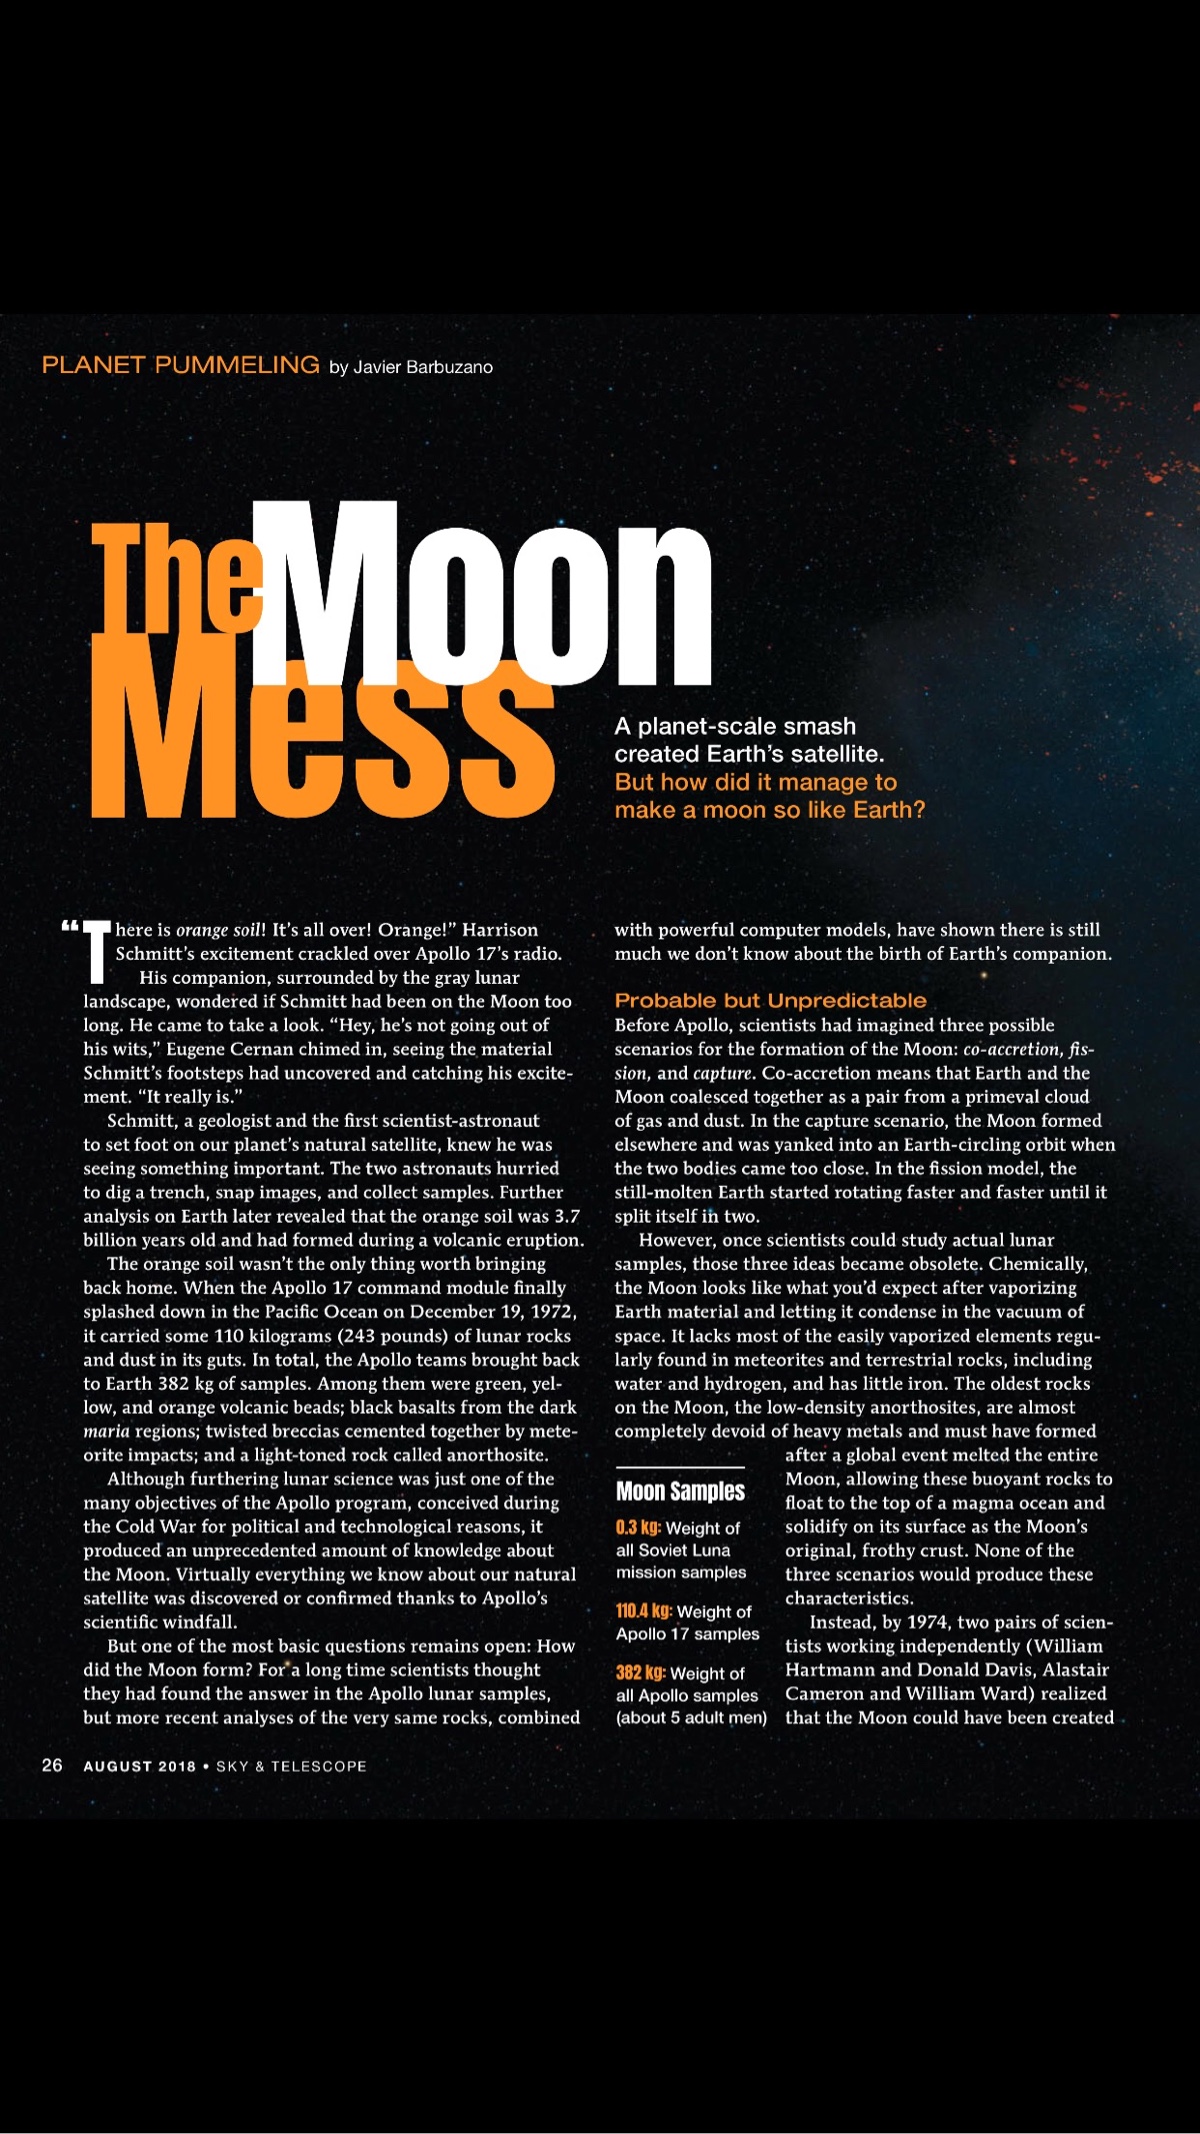 PLANET PUMMELING by Javier Barbuzano
The Moon
Mess
A planet-scale smash
created Earth's satellite.
But how did it manage to
make a moon so like Earth?
“There is orange soil! It's all over! Orange!” Harrison
Schmitt's excitement crackled over Apollo 17's radio.
His companion, surrounded by the gray lunar
landscape, wondered if Schmitt had been on the Moon too
long. He came to take a look. “Hey, he's not going out of
his wits,” Eugene Cernan chimed in, seeing the material
Schmitt's footsteps had uncovered and catching his excite-
ment. “It really is.”
Schmitt, a geologist and the first scientist-astronaut
to set foot on our planet's natural satellite, knew he was
seeing something important. The two astronauts hurried
to dig a trench, snap images, and collect samples. Further
analysis on Earth later revealed that the orange soil was 3.7
billion years old and had formed during a volcanic eruption.
The orange soil wasn't the only thing worth bringing
back home. When the Apollo 17 command module finally
splashed down in the Pacific Ocean on December 19, 1972,
it carried some 110 kilograms (243 pounds) of lunar rocks
and dust in its guts. In total, the Apollo teams brought back
to Earth 382 kg of samples. Among them were green, yel-
low, and orange volcanic beads; black basalts from the dark
maria regions; twisted breccias cemented together by mete-
orite impacts; and a light-toned rock called anorthosite.
Although furthering lunar science was just one of the
many objectives of the Apollo program, conceived during
the Cold War for political and technological reasons, it
produced an unprecedented amount of knowledge about
the Moon. Virtually everything we know about our natural
satellite was discovered or confirmed thanks to Apollo's
scientific windfall.
But one of the most basic questions remains open: How
did the Moon form? For a long time scientists thought
they had found the answer in the Apollo lunar samples,
but more recent analyses of the very same rocks, combined
with powerful computer models, have shown there is still
much we don't know about the birth of Earth's companion.
Probable but Unpredictable
Before Apollo, scientists had imagined three possible
scenarios for the formation of the Moon: co-accretion, fis-
sion, and capture. Co-accretion means that Earth and the
Moon coalesced together as a pair from a primeval cloud
of gas and dust. In the capture scenario, the Moon formed
elsewhere and was yanked into an Earth-circling orbit when
the two bodies came too close. In the fission model, the
still-molten Earth started rotating faster and faster until it
split itself in two.
However, once scientists could study actual lunar
samples, those three ideas became obsolete. Chemically,
the Moon looks like what you'd expect after vaporizing
Earth material and letting it condense in the vacuum of
space. It lacks most of the easily vaporized elements regu-
larly found in meteorites and terrestrial rocks, including
water and hydrogen, and has little iron. The oldest rocks
on the Moon, the low-density anorthosites, are almost
completely devoid of heavy metals and must have formed
after a global event melted the entire
Moon, allowing these buoyant rocks to
float to the top of a magma ocean and
solidify on its surface as the Moon's
original, frothy crust. None of the
three scenarios would produce these
characteristics.
Instead, by 1974, two pairs of scien-
tists working independently (William
Hartmann and Donald Davis, Alastair
Cameron and William Ward) realized
that the Moon could have been created
Moon Samples
0.3 kg: Weight of
all Soviet Luna
mission samples
110.4 kg: Weight of
Apollo 17 samples
382 kg: Weight of
all Apollo samples
(about 5 adult men)
26 AUGUST 2018 • SKY & TELESCOPE